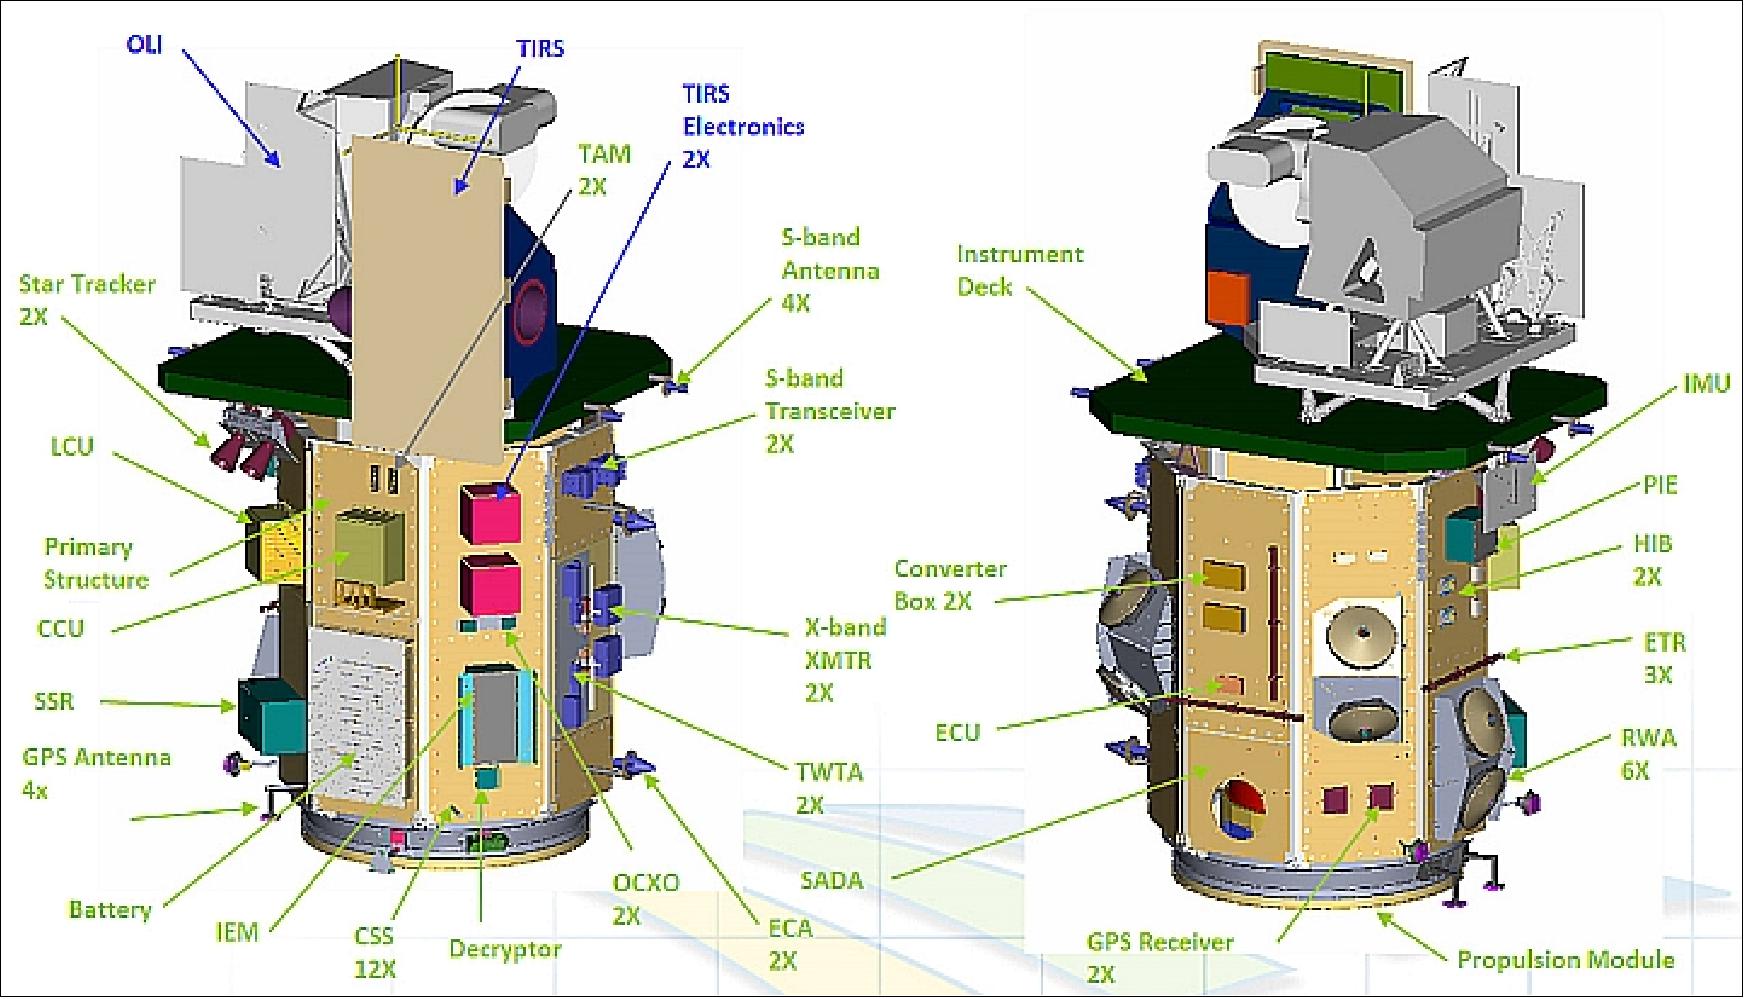 OLI
TIRS
TIRS
Electronics
2X
TAM
2X
S-band
Antenna
4X
Star Tracker
2X
S-band
Transceiver
2X
LCU
Primary
Structure
CCU
X-band
XMTR
2X
SSR
GPS Antenna
4x
TWTA
2X
Battery
IEM
CSS
12X
Decryptor
OCXO
2X
ECA
2X
Instrument
Deck
IMU
PIE
HIB
2X
Converter
Box 2X
ETR
3X
ECU
RWA
6X
SADA
GPS Receiver
2X
Propulsion Module